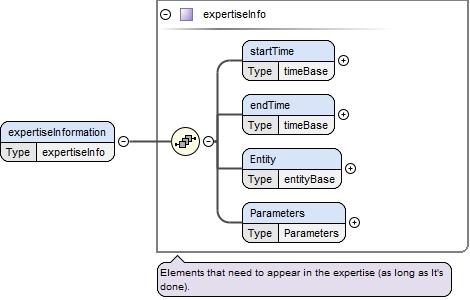 expertiseInfo
startTime
Type timeBase
endTime
Type timeBase
expertiseInformation
Type expertiseInfo
Entity
Type entityBase
Parameters
Type Parameters
Elements that need to appear in the expertise (as long as It's
done).